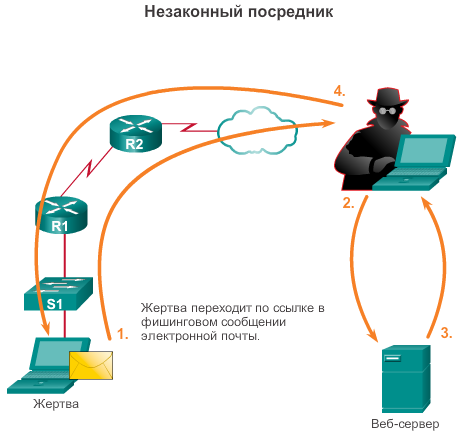 Незаконный посредник
4.
R2
2.
R1
S1
Жертва переходит по ссылке в
фишинговом сообщении
электронной почты.
1.
3.
Жертва
Веб-сервер